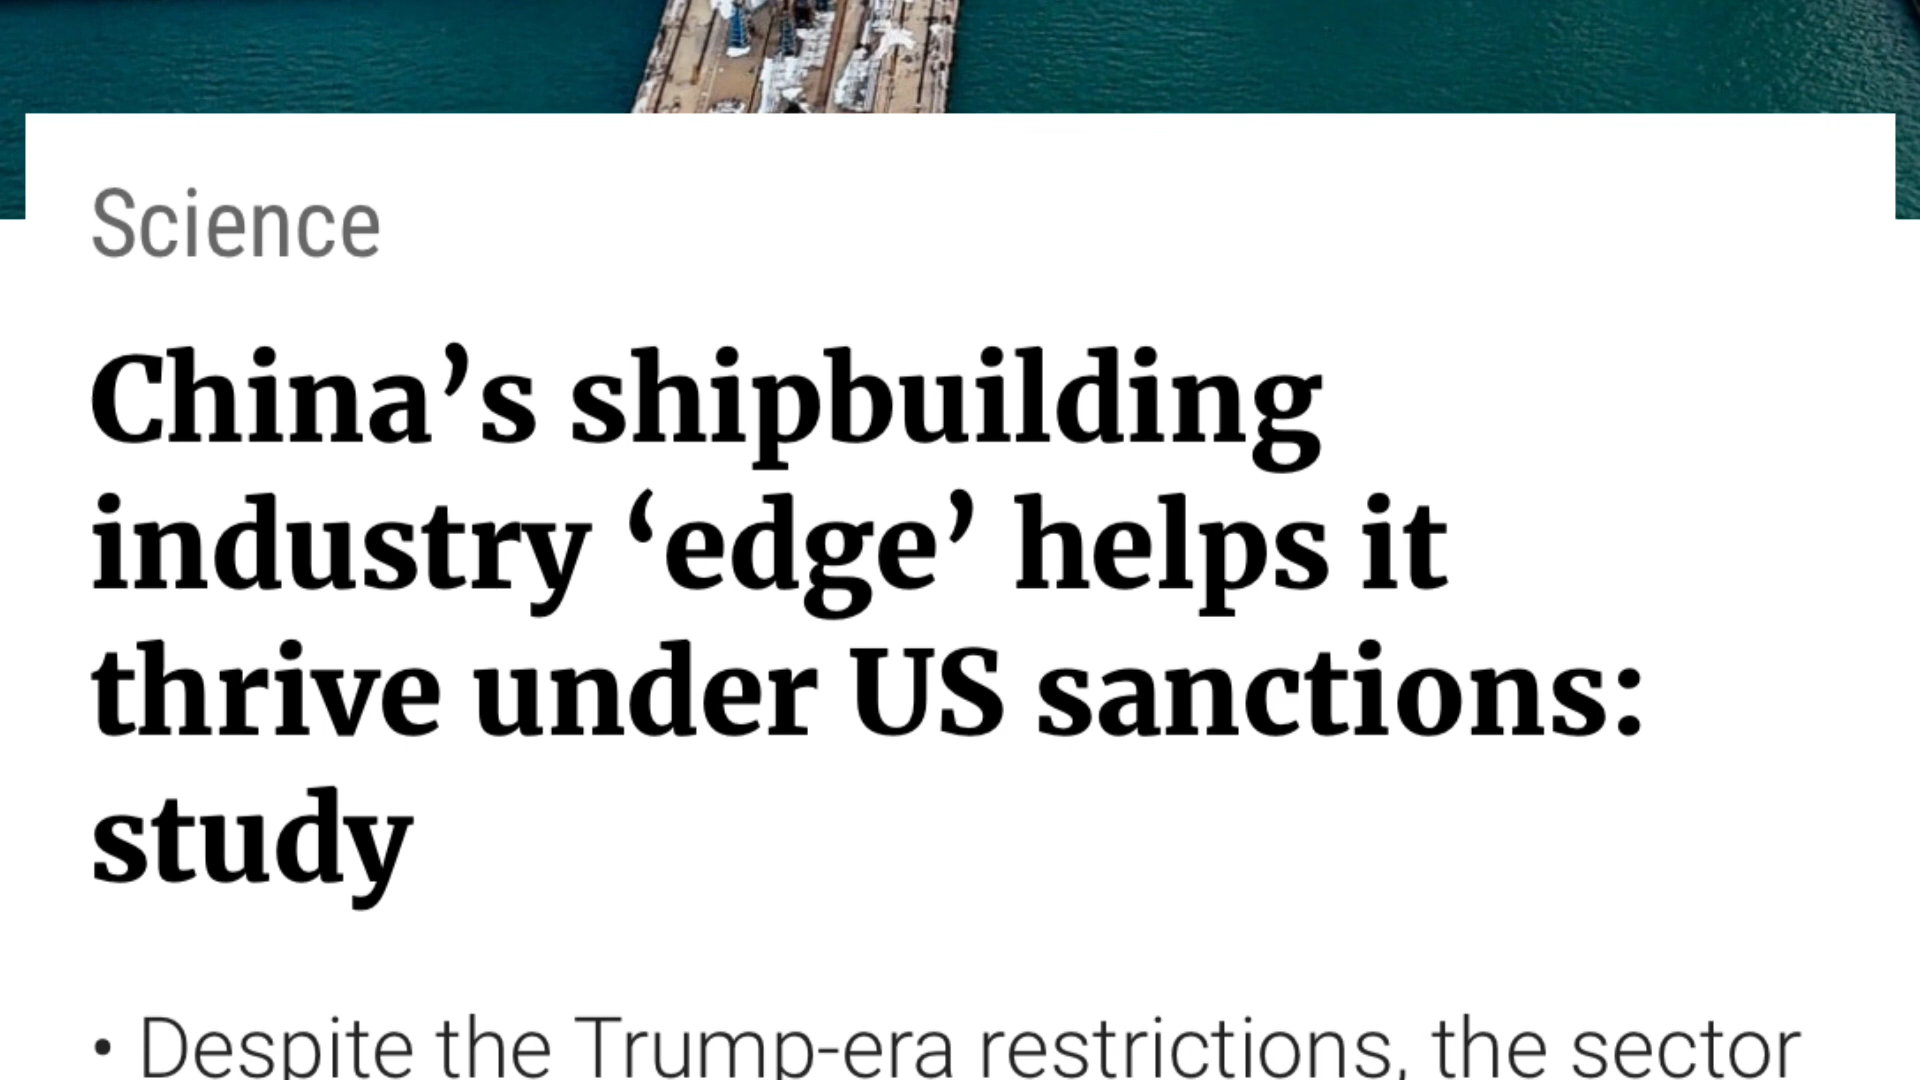 Science
China’s shipbuilding
industry ‘edge’ helps it
thrive under US sanctions:
study
• Despite the Trump-era restrictions, the sector